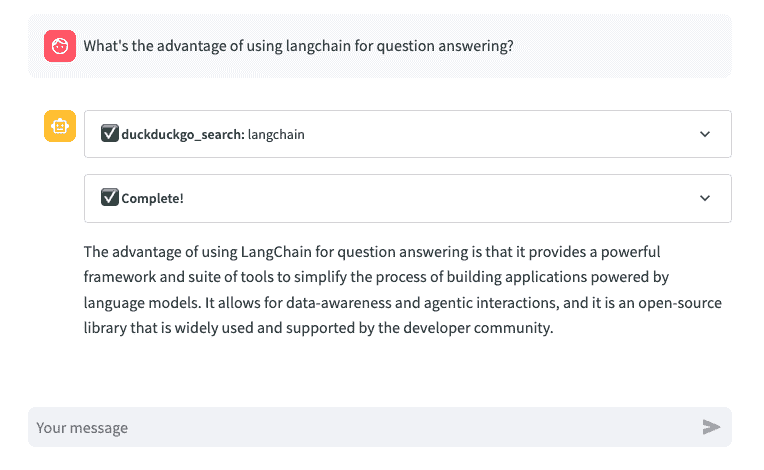 What's the advantage of using langchain for question answering?
duckduckgo_search: langchain
Complete!
The advantage of using LangChain for question answering is that it provides a powerful
framework and suite of tools to simplify the process of building applications powered by
language models. It allows for data-awareness and agentic interactions, and it is an open-source
library that is widely used and supported by the developer community.
Your message